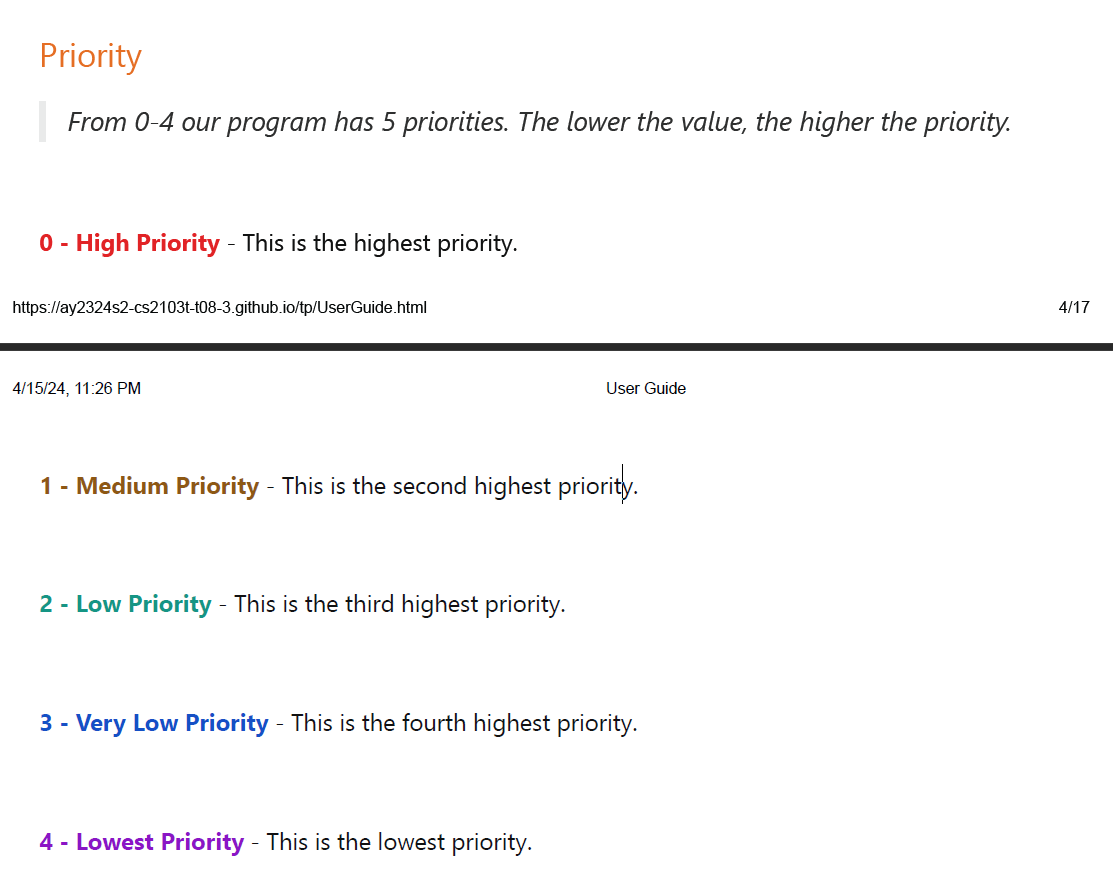 Priority
From 0-4 our program has 5 priorities. The lower the value, the higher the priority.
0 - High Priority - This is the highest priority.
https://ay2324s2-cs2103t-t08-3.github.io/tp/UserGuide.html 4/17
4/15/24, 11:26 PM User Guide
1 - Medium Priority - This is the second highest priority.
2 - Low Priority - This is the third highest priority.
3 - Very Low Priority - This is the fourth highest priority.
4 - Lowest Priority - This is the lowest priority.